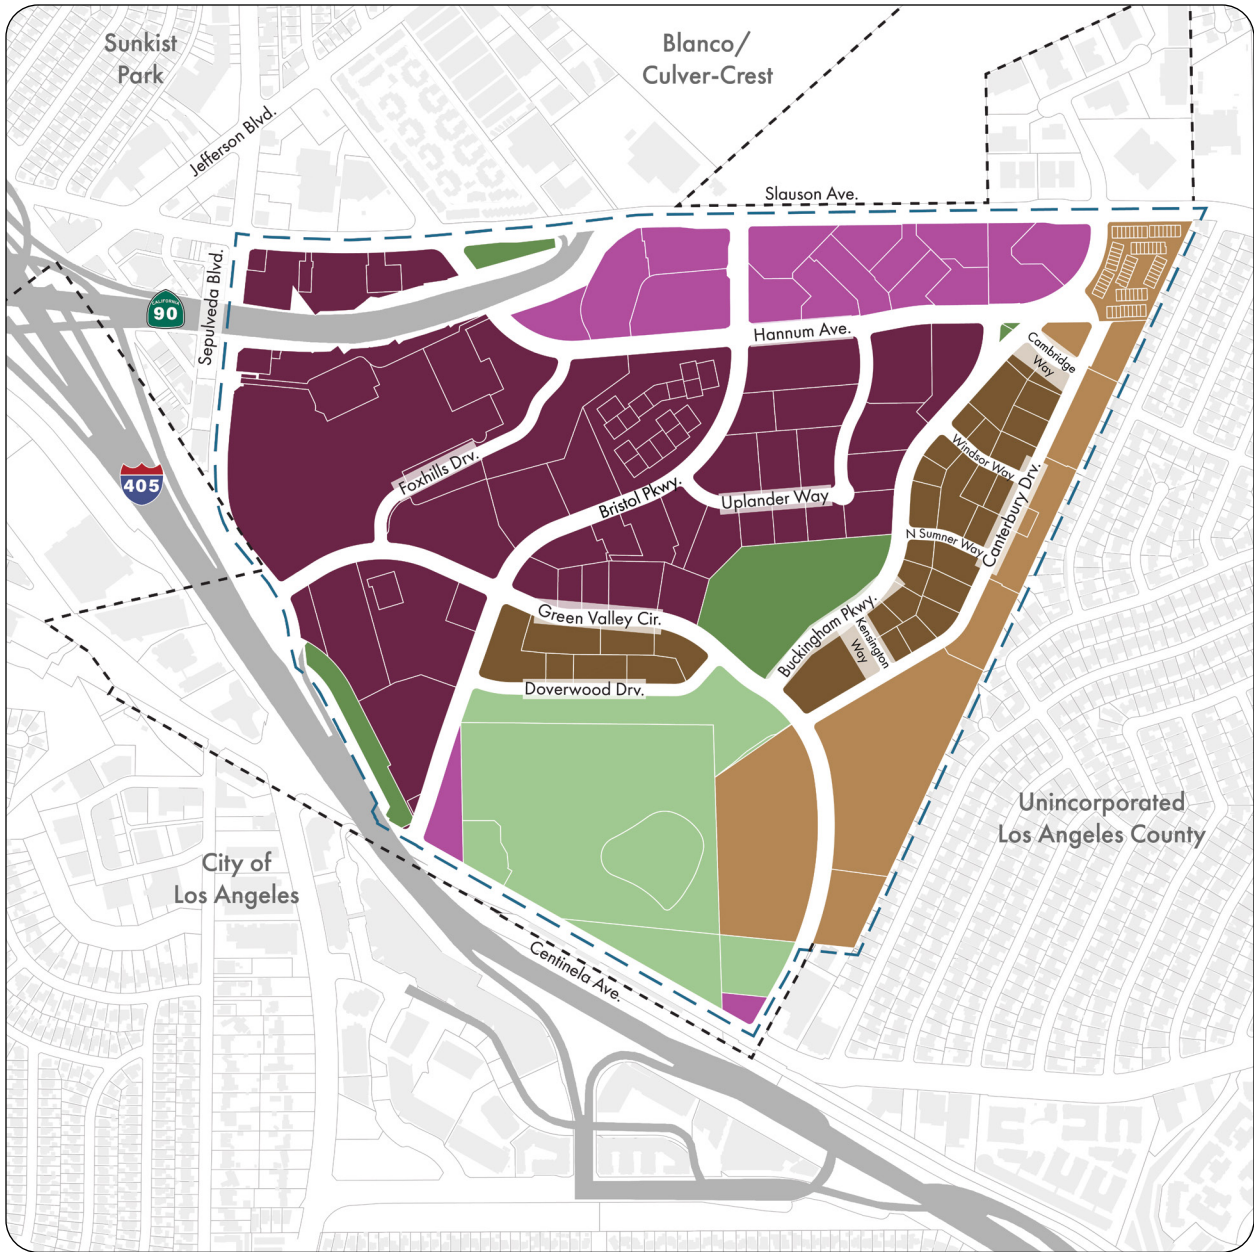 Sunkist
Park
Blanco/
Culver-Crest
Jefferson Blvd.
Slauson Ave.
Sepulveda Blvd.
CALIFORNIA
90
Hannum Ave.
Cambridge
Way
Foxhills Drv.
Windsor Way
405
Bristol Pkwy.
Uplander Way
Canterbury Drv.
N Sumner Way
Green Valley Cir.
Buckingham Pkwy.
Kensington
Way
Doverwood Drv.
Unincorporated
Los Angeles County
City of
Los Angeles
Centinela Ave.